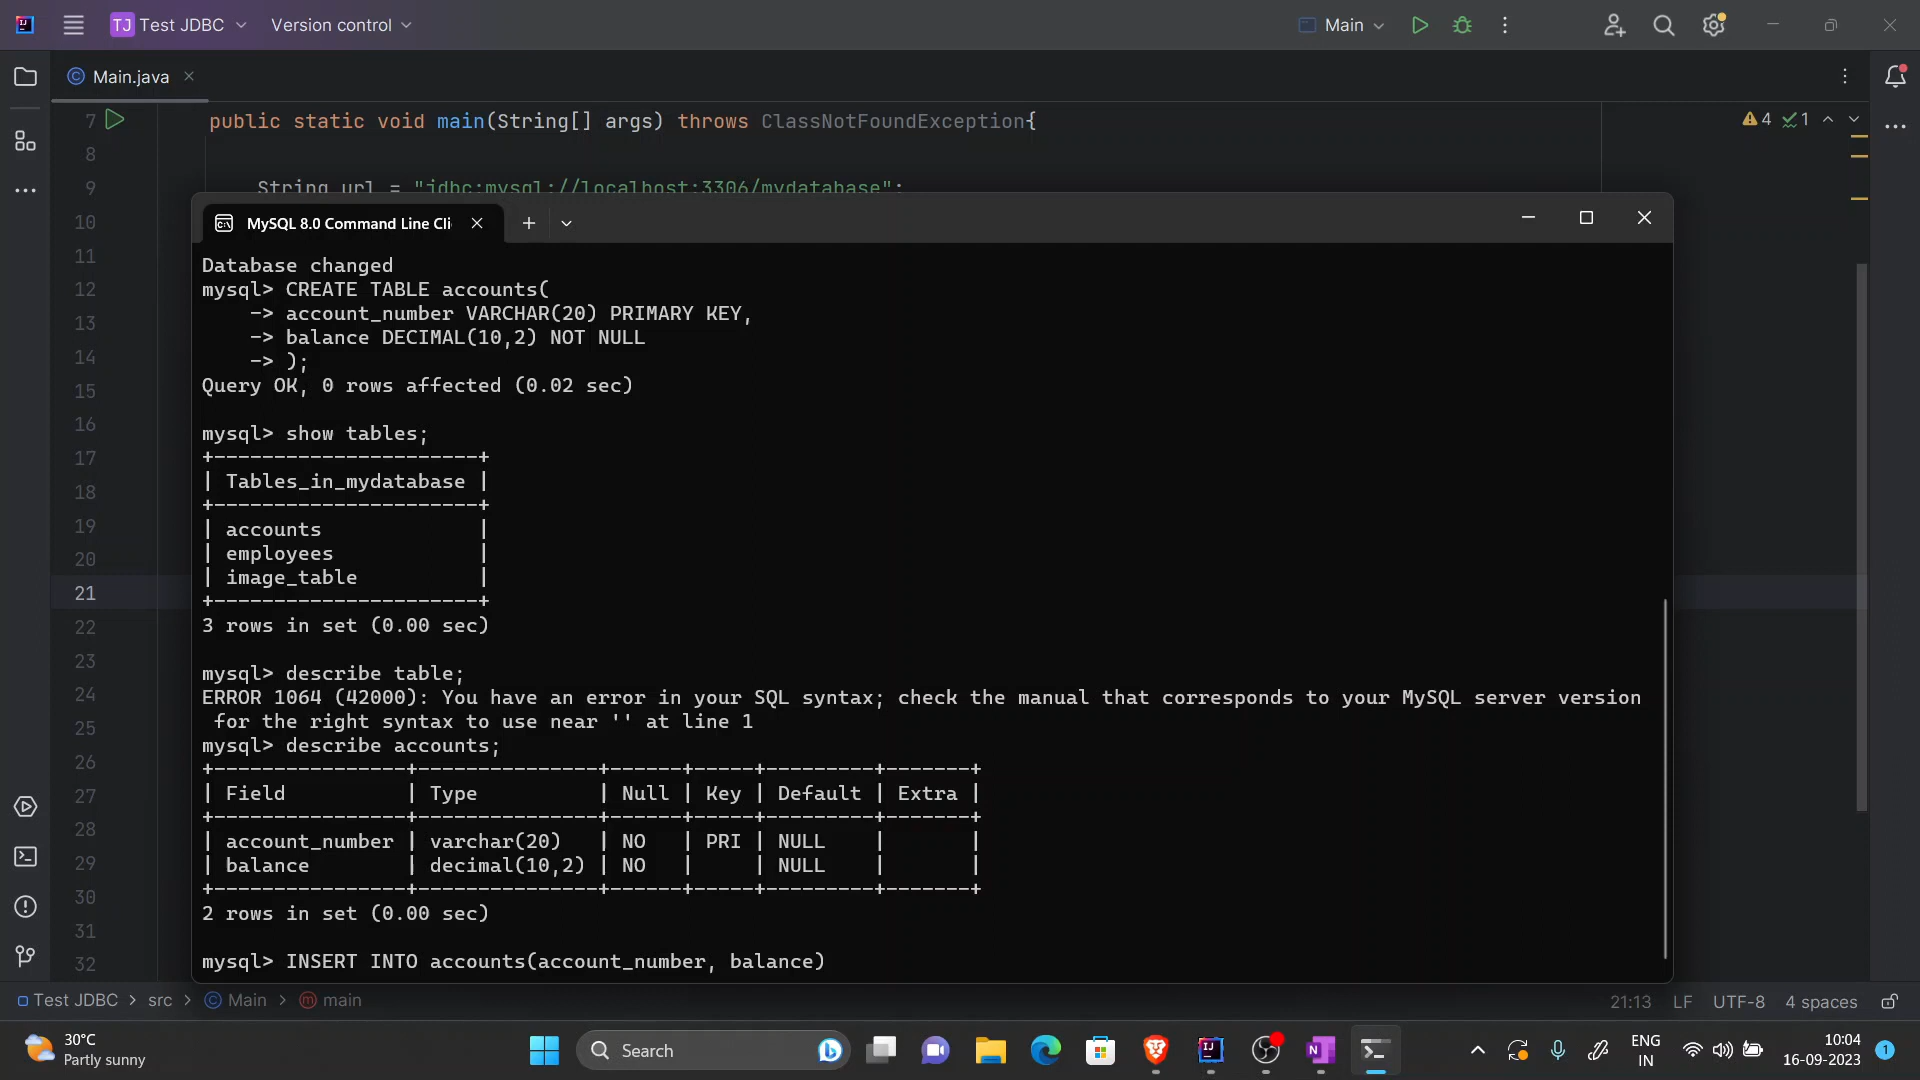 TJ Test JDBC Version control Main
Main.java
7 public static void main(String[] args) throws ClassNotFoundException{
4 1
8
9 String url = "jdbc:mysql://localhost:3306/mydatabase";
10
11
12
13
14
15
16
17
18
19
20
21
22
23
24
25
26
27
28
29
30
31
32
MySQL 8.0 Command Line Cli
Database changed
mysql> CREATE TABLE accounts(
-> account_number VARCHAR(20) PRIMARY KEY,
-> balance DECIMAL(10,2) NOT NULL
-> );
Query OK, 0 rows affected (0.02 sec)
mysql> show tables;
+----------------------+
| Tables_in_mydatabase |
+----------------------+
| accounts             |
| employees            |
| image_table          |
+----------------------+
3 rows in set (0.00 sec)
mysql> describe table;
ERROR 1064 (42000): You have an error in your SQL syntax; check the manual that corresponds to your MySQL server version
for the right syntax to use near '' at line 1
mysql> describe accounts;
+----------------+---------------+------+-----+---------+-------+
| Field          | Type          | Null | Key | Default | Extra |
+----------------+---------------+------+-----+---------+-------+
| account_number | varchar(20)   | NO   | PRI | NULL    |       |
| balance        | decimal(10,2) | NO   |     | NULL    |       |
+----------------+---------------+------+-----+---------+-------+
2 rows in set (0.00 sec)
mysql> INSERT INTO accounts(account_number, balance)
Test JDBC > src > Main > main
21:13 LF UTF-8 4 spaces
30°C
Partly sunny
Search
ENG
IN
10:04
16-09-2023
1